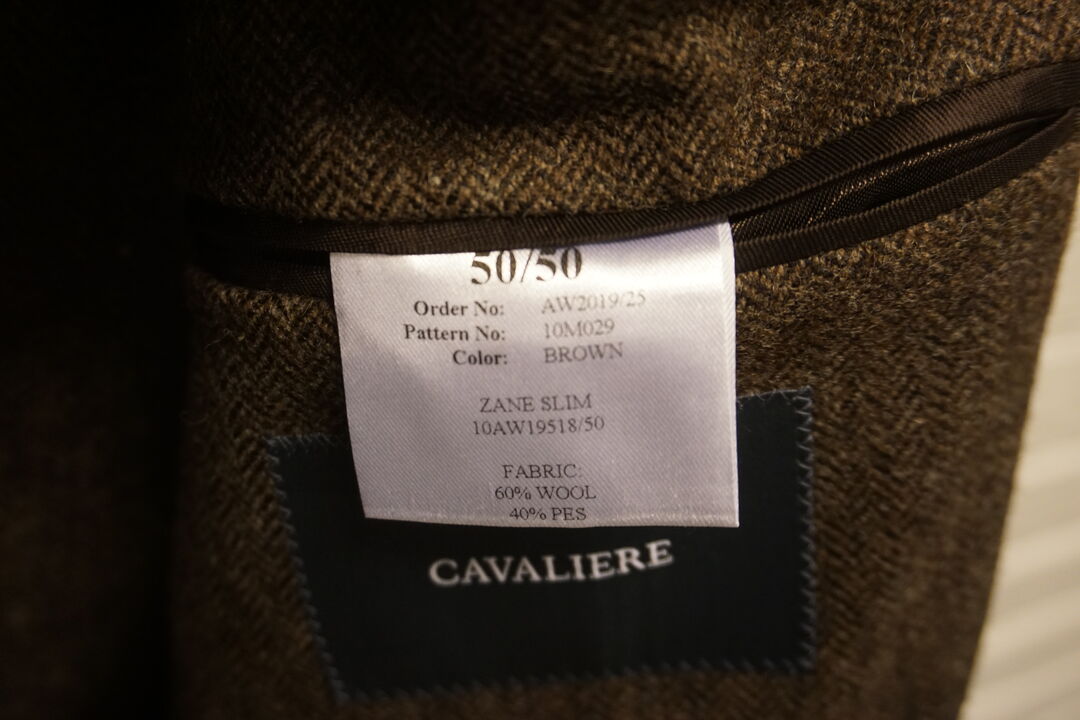 50/50
Order No: AW2019/25
Pattern No: 10M029
Color: BROWN
ZANE SLIM
10AW19518/50
FABRIC:
60% WOOL
40% PES
CAVALIERE